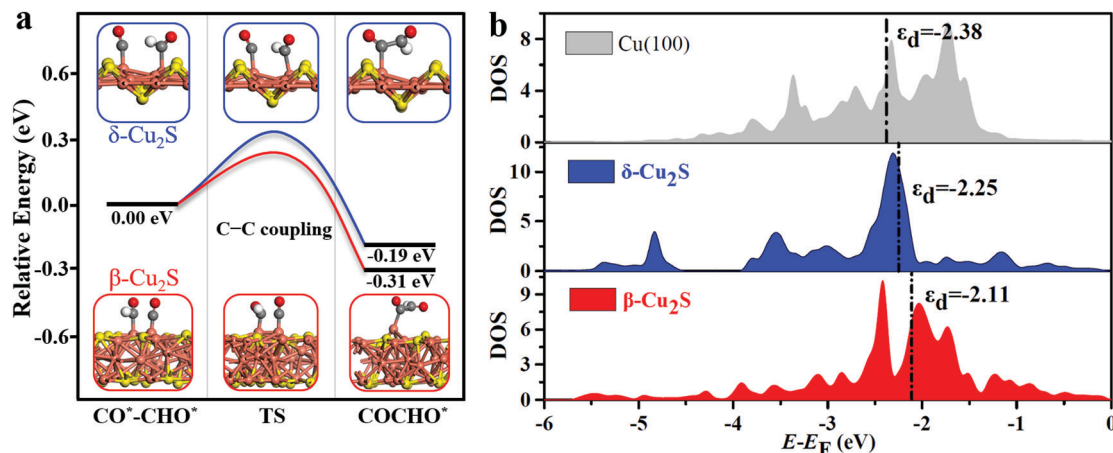 a
Relative Energy (eV)
0.6
0.3
0.0
-0.3
-0.6
δ-Cu₂S
0.00 eV
C−C coupling
-0.19 eV
-0.31 eV
β-Cu₂S
CO*-CHO*
TS
COCHO*
b
DOS
8
4
0
Cu(100)
εd=-2.38
DOS
10
5
0
δ-Cu₂S
εd=-2.25
DOS
9
6
3
0
β-Cu₂S
εd=-2.11
-6
-5
-4
-3
-2
-1
0
E-EF (eV)